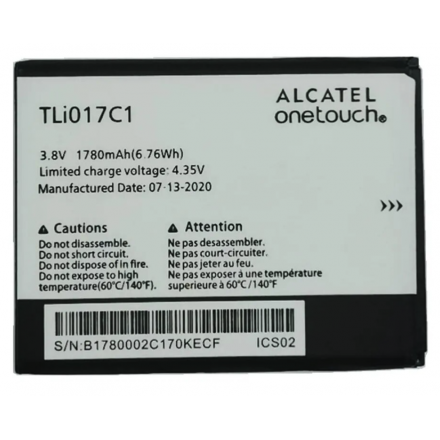 TLi017C1
ALCATEL
onetouch®
3.8V 1780mAh(6.76Wh)
Limited charge voltage: 4.35V
Manufactured Date: 07-13-2020
>>>
Cautions
Do not disassemble.
Do not short circuit.
Do not dispose of in fire.
Do not expose to high
temperature(60°C/140°F).
Attention
Ne pas desassembler.
Ne pas court-circuiter.
Ne pas jeter au feu.
Ne pas exposer à une température
supérieure à 60°C/140°F.
S/N:B1780002C170KECF ICS02